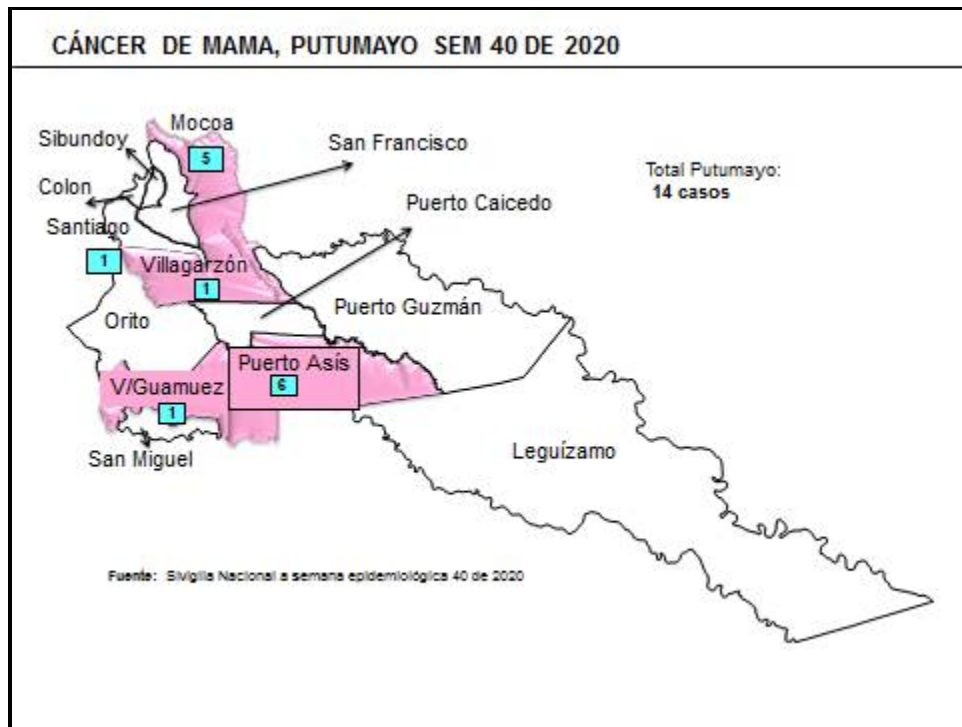 CÁNCER DE MAMA, PUTUMAYO SEM 40 DE 2020
Mocoa
Sibundoy
5
San Francisco
Total Putumayo:
14 casos
Colon
Puerto Caicedo
Santiago
1
Villagarzón
1
Puerto Guzmán
Orito
Puerto Asís
6
V/Guamuez
1
San Miguel
Leguízamo
Fuente: Sivigila Nacional a semana epidemiológica 40 de 2020